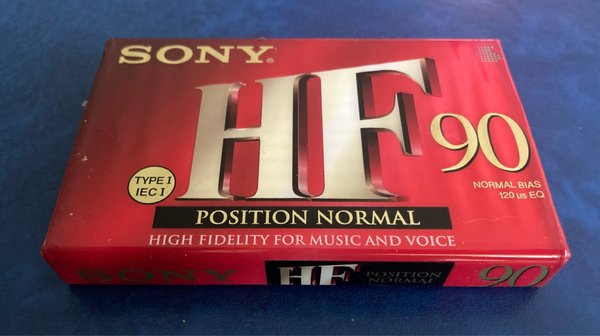 SONY®
HF
90
TYPE I
IEC I
NORMAL BIAS
120 µs EQ
POSITION NORMAL
HIGH FIDELITY FOR MUSIC AND VOICE
SONY
HF
POSITION
NORMAL
90